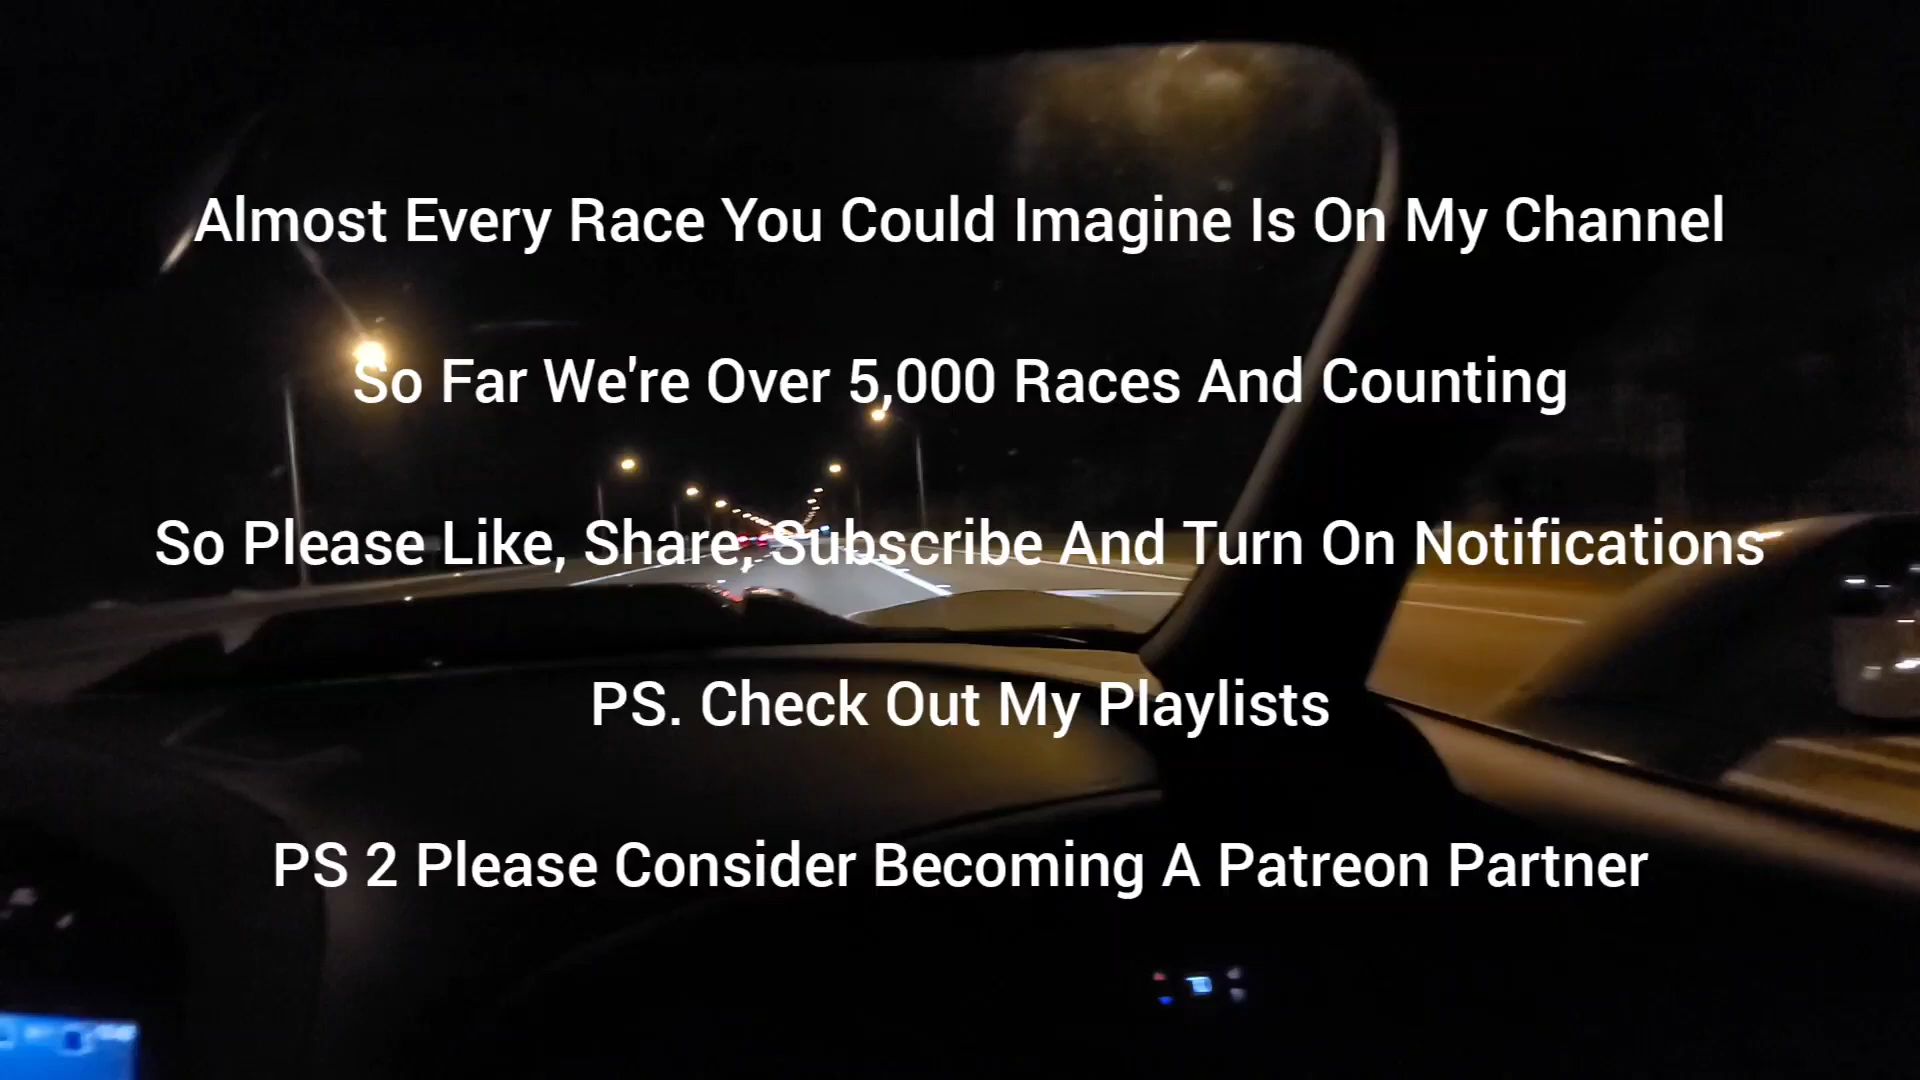 Almost Every Race You Could Imagine Is On My Channel
So Far We're Over 5,000 Races And Counting
So Please Like, Share, Subscribe And Turn On Notifications
PS. Check Out My Playlists
PS 2 Please Consider Becoming A Patreon Partner